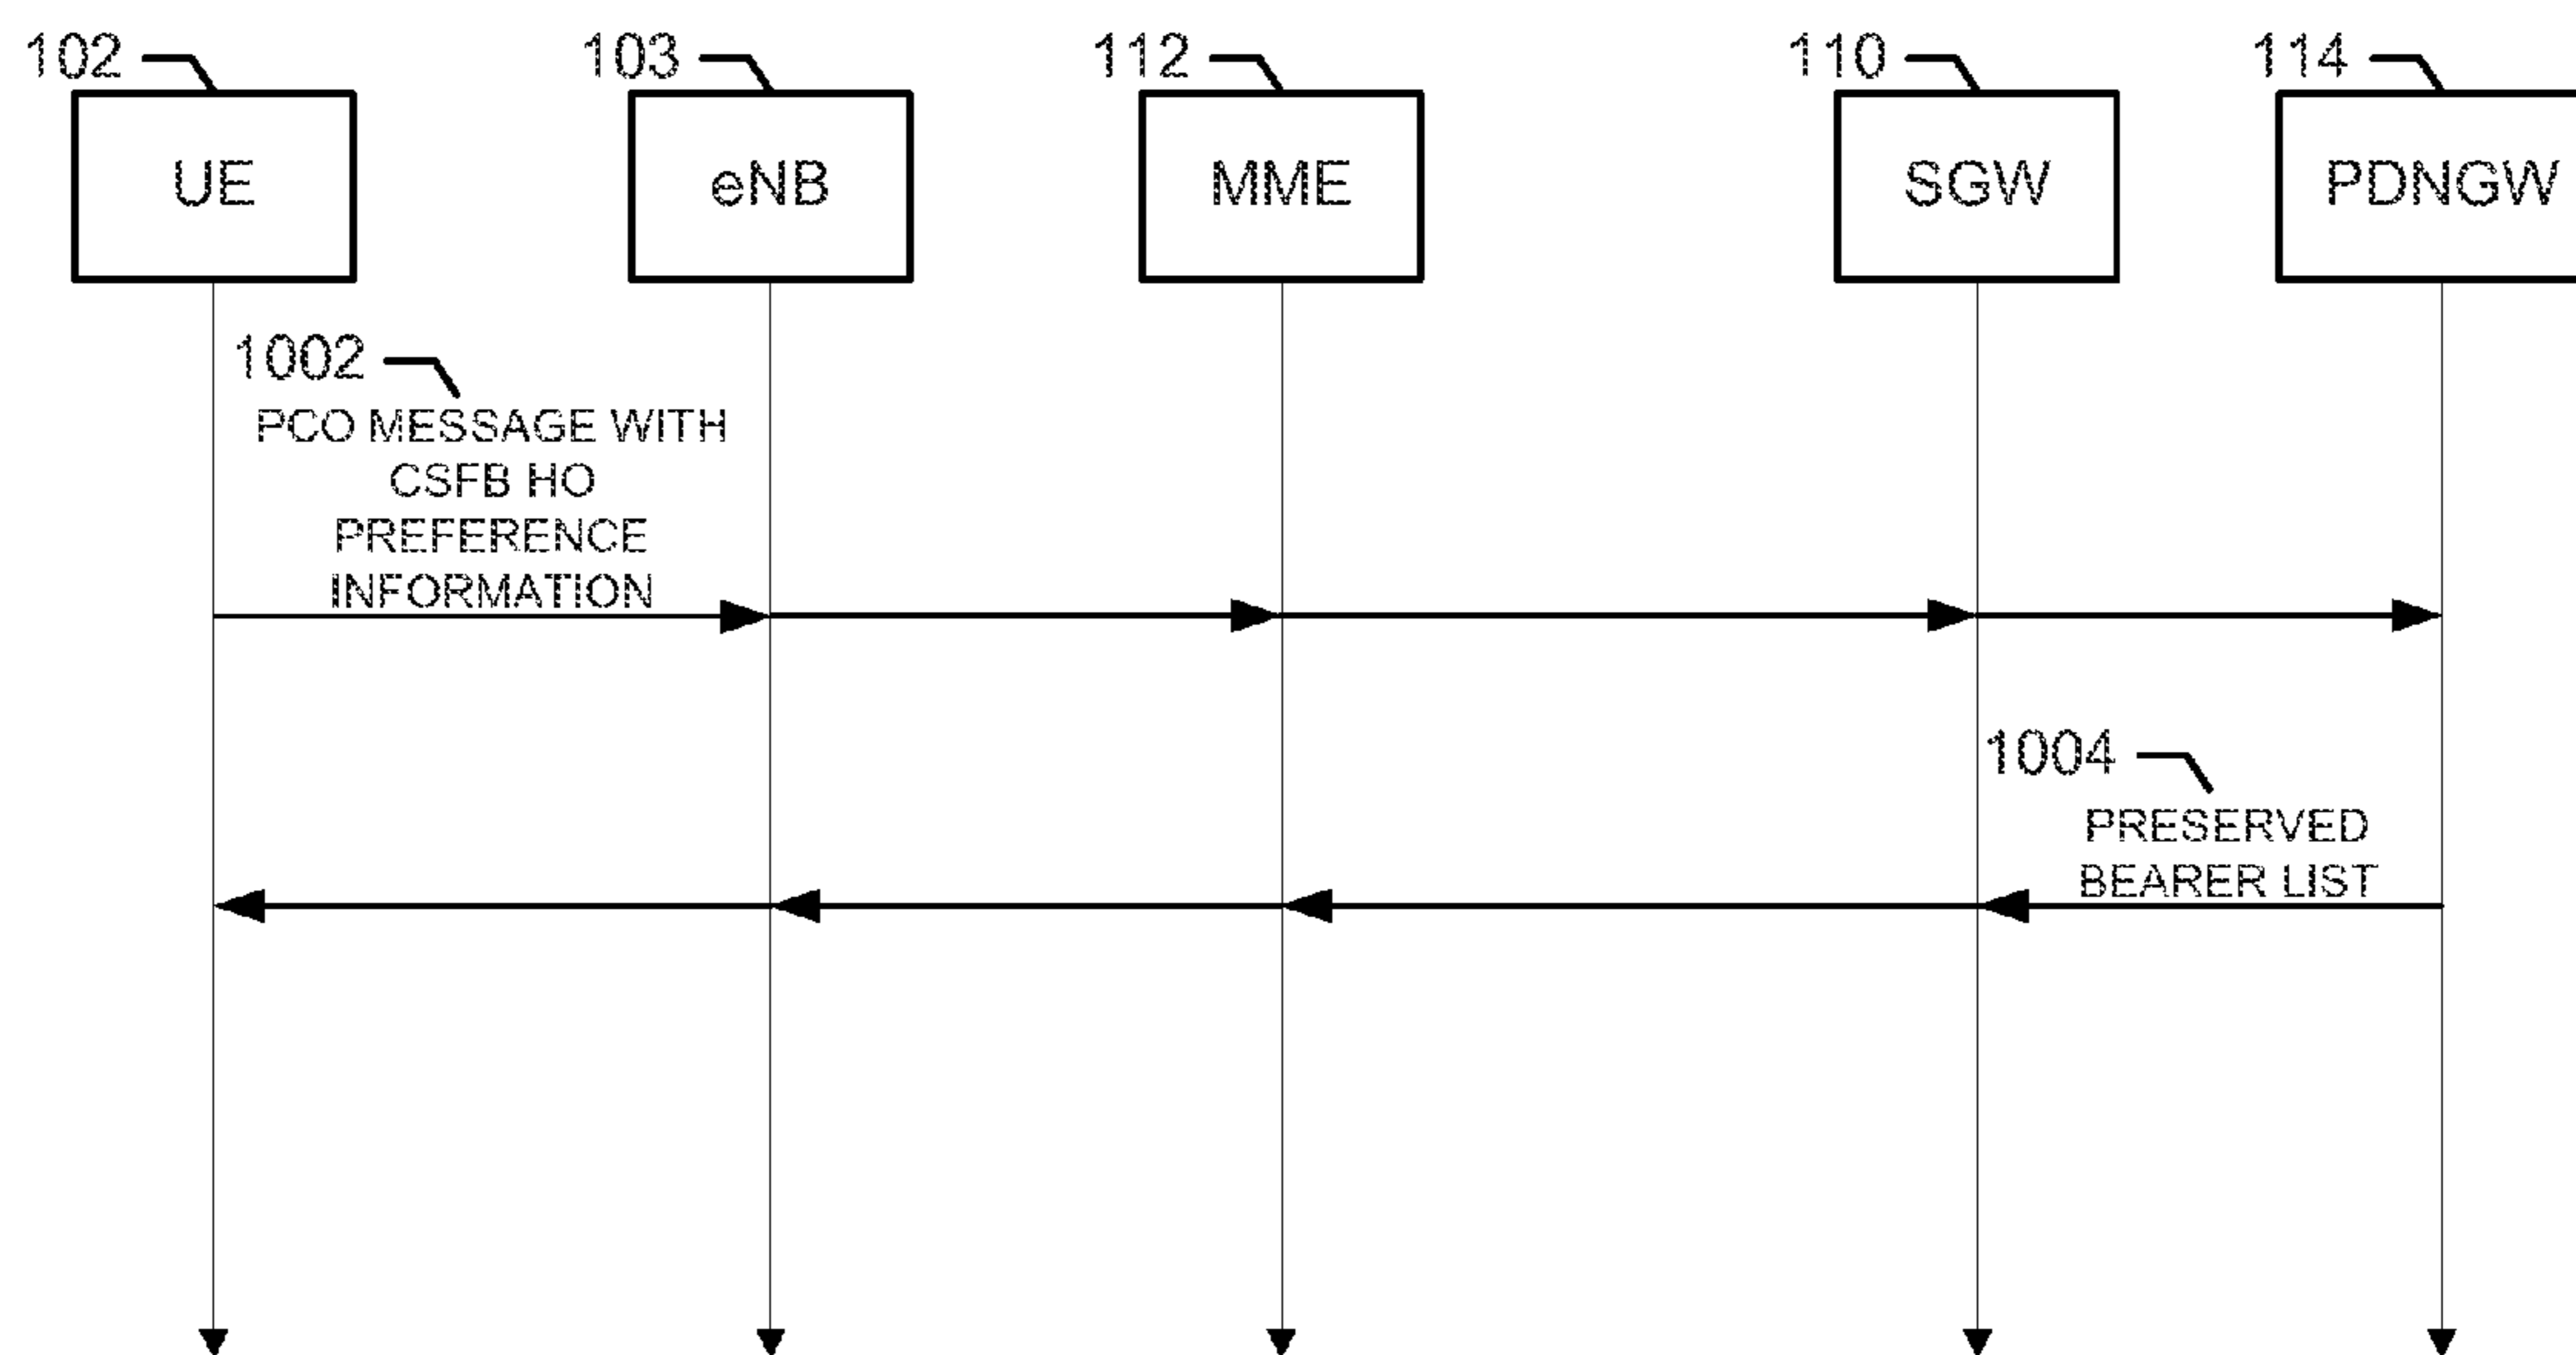 102
103
112
110
114
UE
eNB
MME
SGW
PDNGW
1002
PCO MESSAGE WITH
CSFB HO
PREFERENCE
INFORMATION
1004
PRESERVED
BEARER LIST